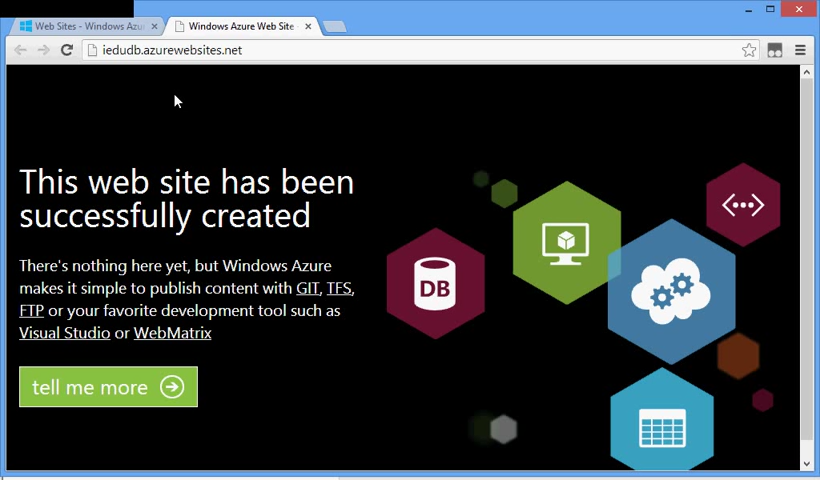 Web Sites - Windows Azur
Windows Azure Web Site
iedudb.azurewebsites.net
This web site has been
successfully created
There's nothing here yet, but Windows Azure
makes it simple to publish content with GIT, TFS,
FTP or your favorite development tool such as
Visual Studio or WebMatrix
tell me more
DB